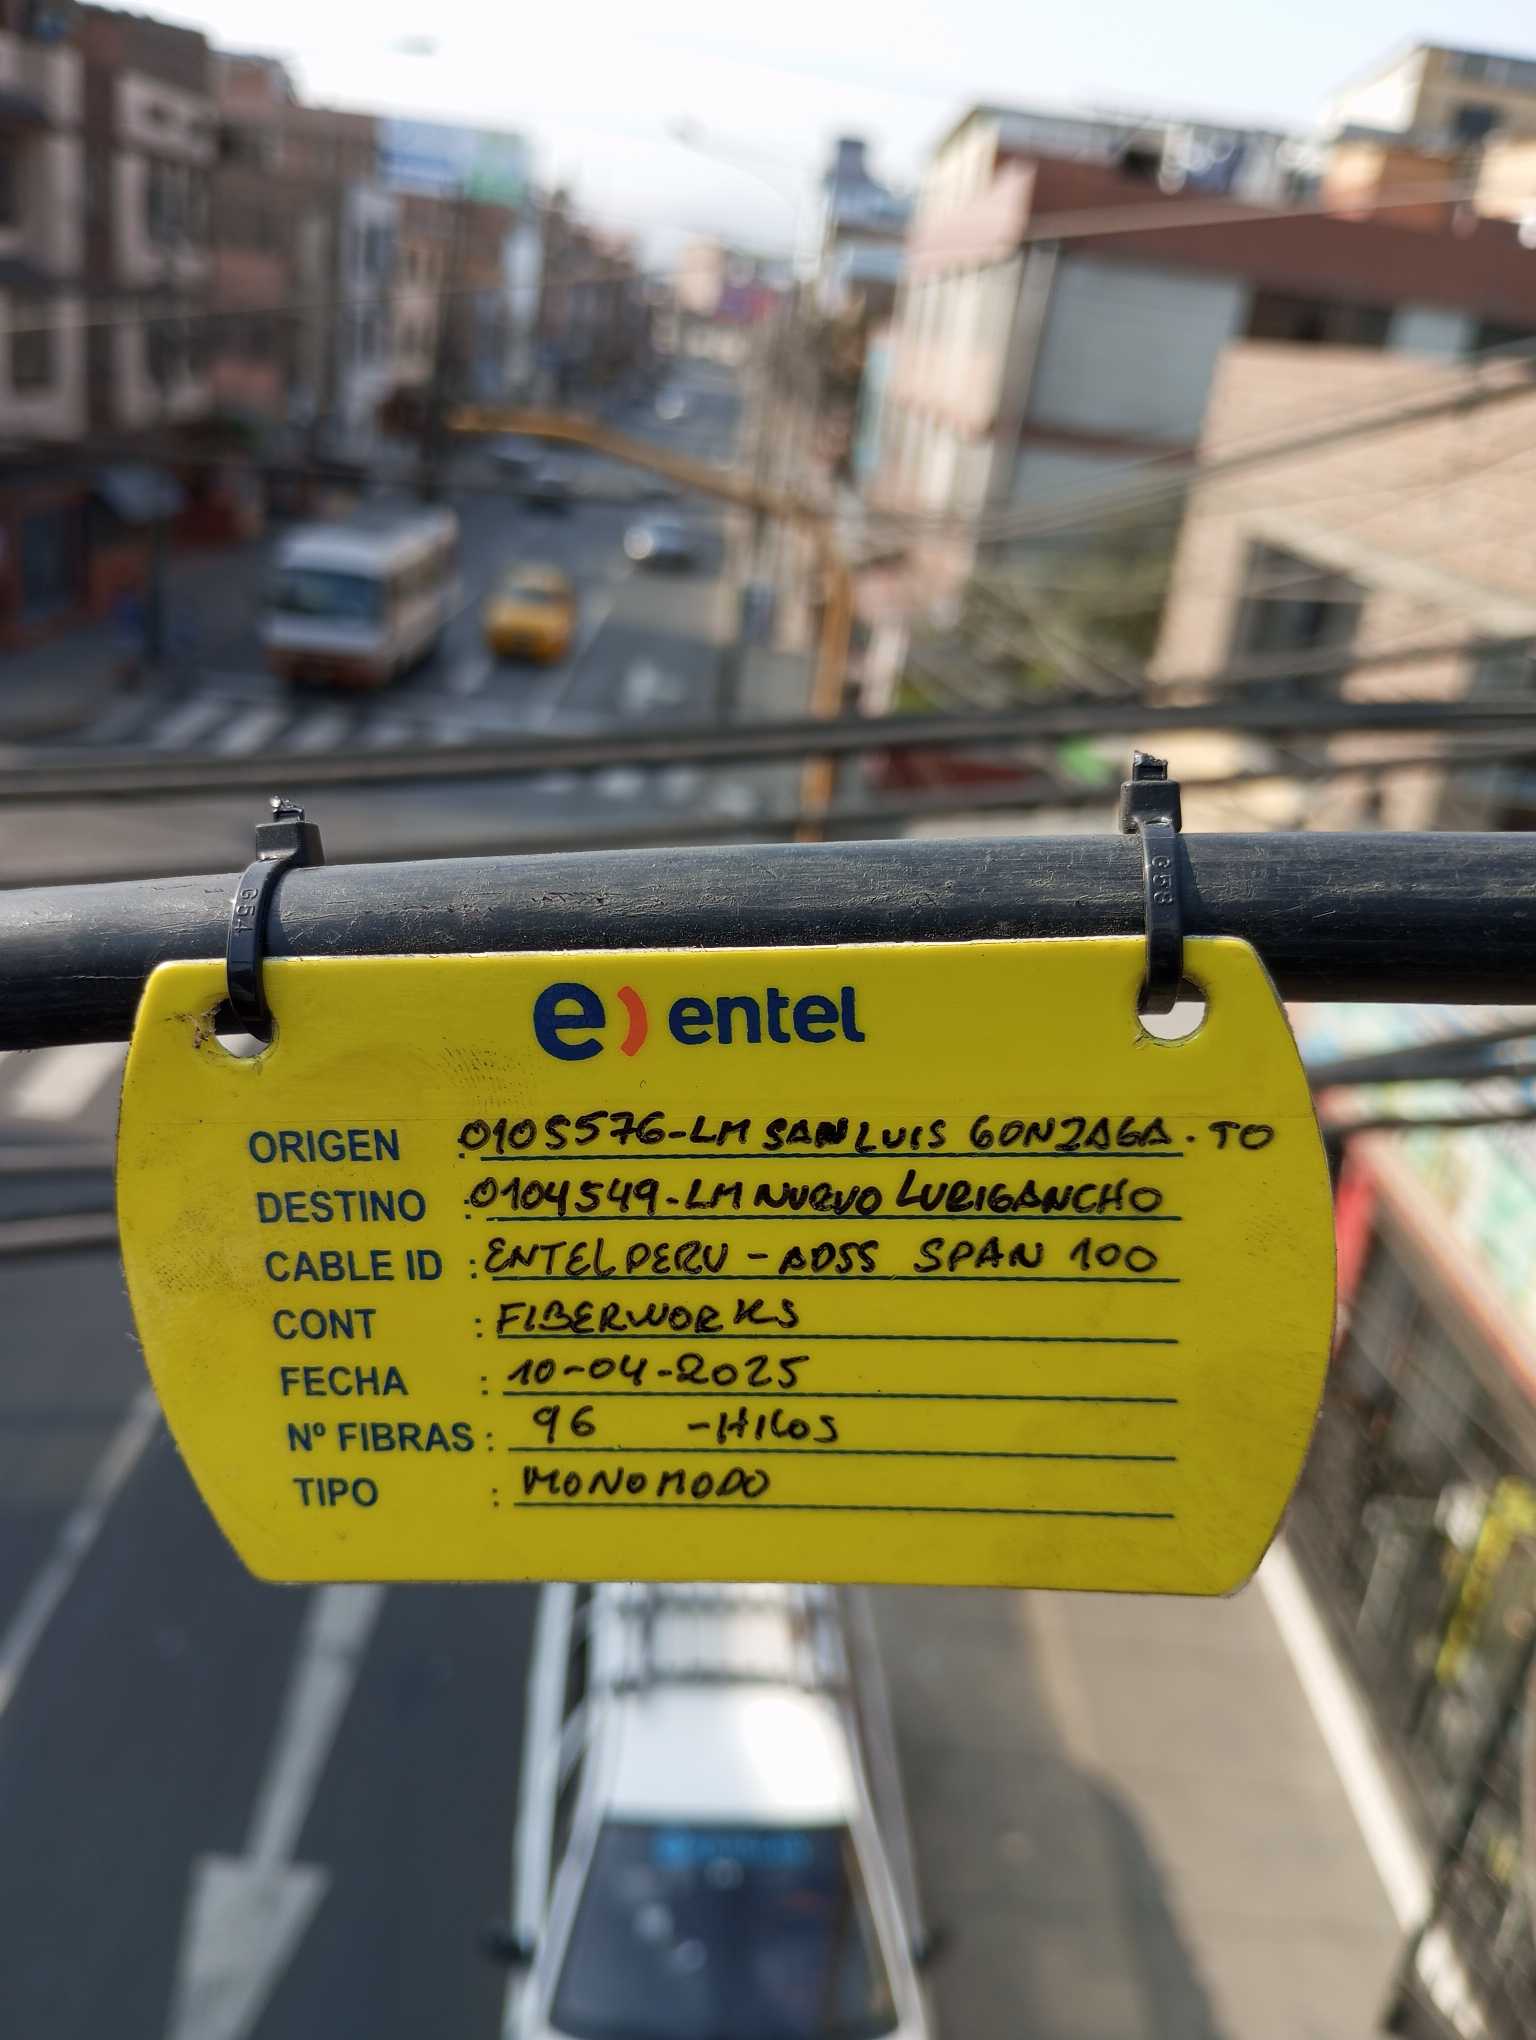 e) entel
ORIGEN : 0105576-LM SAN LUIS GONZAGA. TO
DESTINO : 0104549-LM NUEVO LURIGANCHO
CABLE ID : ENTEL PERU - ADSS SPAN 100
CONT : FIBERWORKS
FECHA : 10-04-2025
Nº FIBRAS : 96 -HILOS
TIPO : MONOMODO